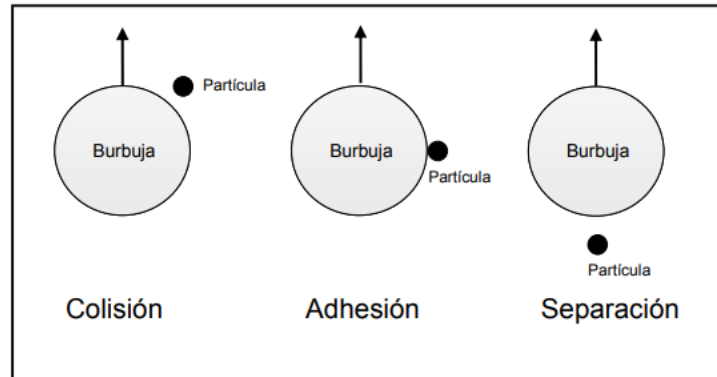 Partícula
Burbuja
Burbuja
Partícula
Burbuja
Partícula
Colisión
Adhesión
Separación